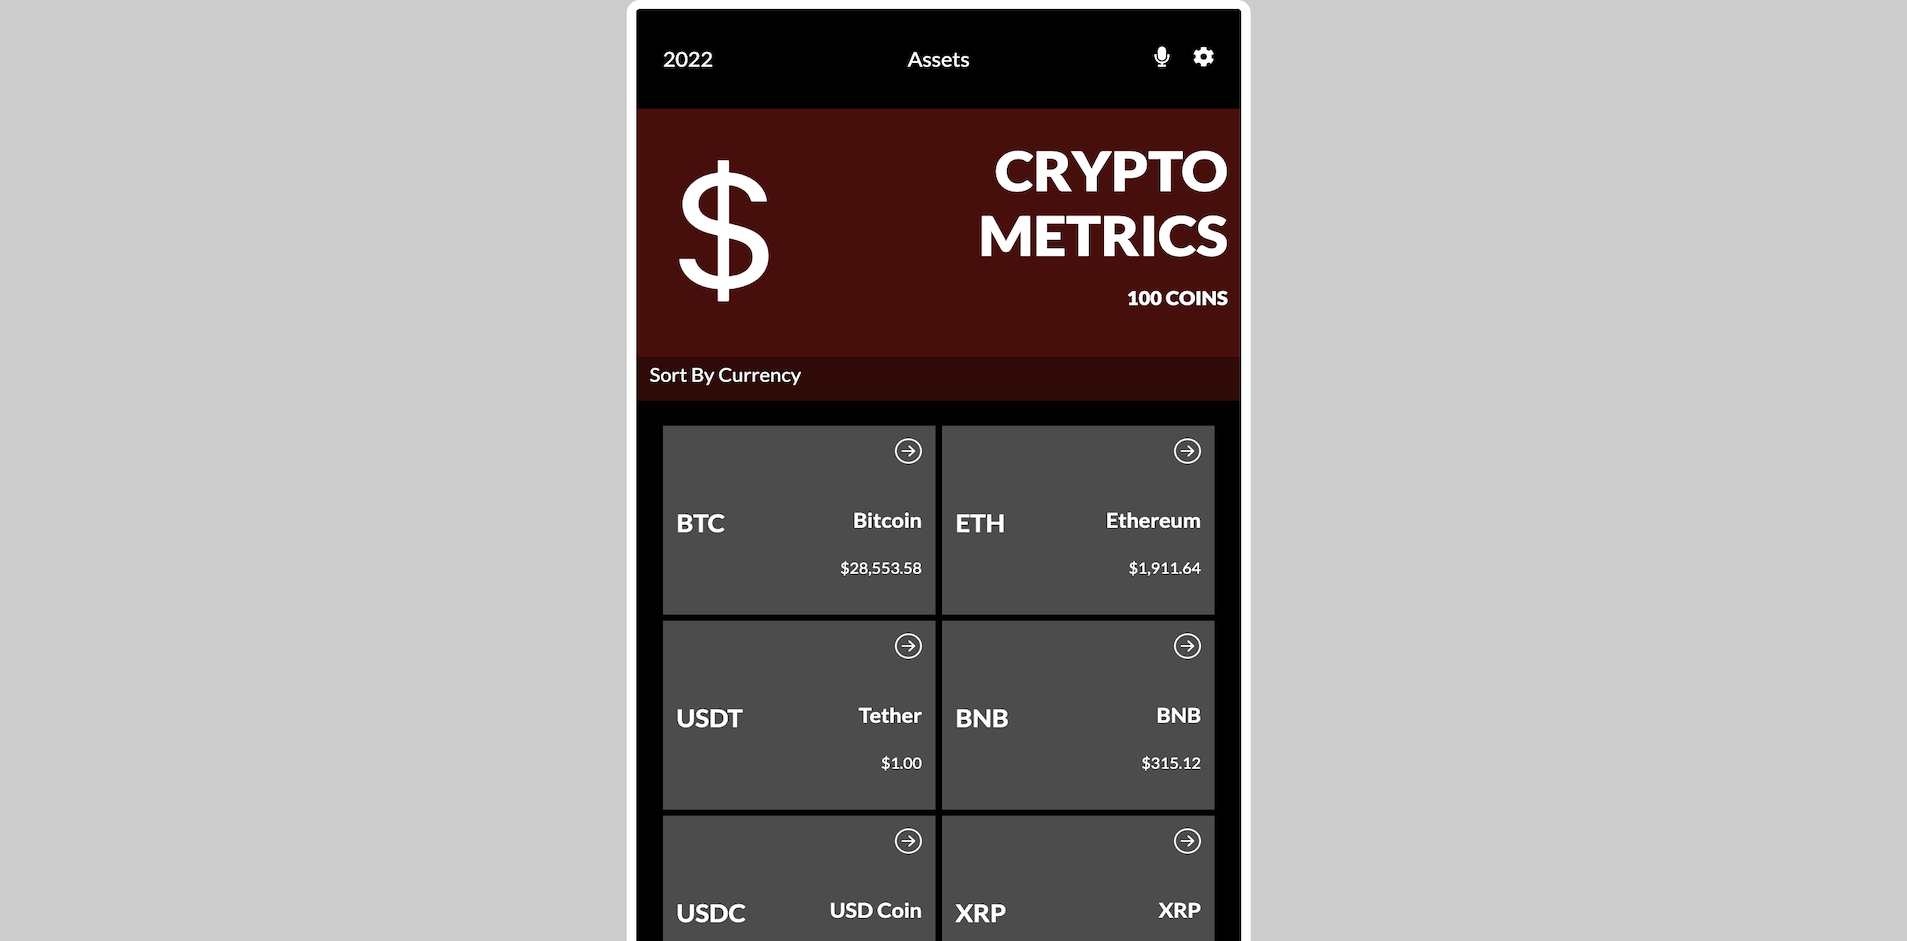 2022 Assets
$
CRYPTO
METRICS
100 COINS
Sort By Currency
BTC Bitcoin
$28,553.58
ETH Ethereum
$1,911.64
USDT Tether
$1.00
BNB BNB
$315.12
USDC USD Coin
XRP XRP